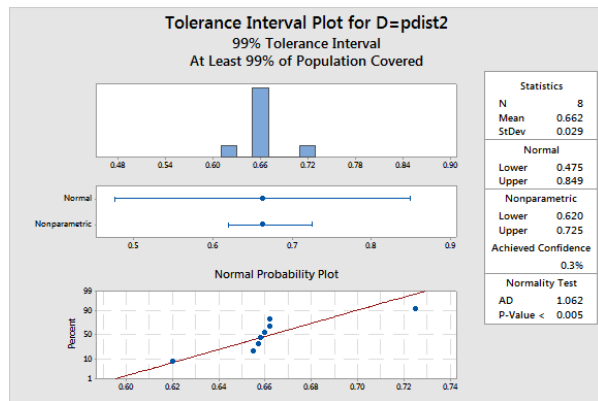 Tolerance Interval Plot for D=pdist2
99% Tolerance Interval
At Least 99% of Population Covered
0.48 0.54 0.60 0.66 0.72 0.78 0.84 0.90
Normal
Nonparametric
0.5 0.6 0.7 0.8 0.9
Normal Probability Plot
Percent
99
90
50
10
1
0.60 0.62 0.64 0.66 0.68 0.70 0.72 0.74
Statistics
N 8
Mean 0.662
StDev 0.029
Normal
Lower 0.475
Upper 0.849
Nonparametric
Lower 0.620
Upper 0.725
Achieved Confidence
0.3%
Normality Test
AD 1.062
P-Value < 0.005